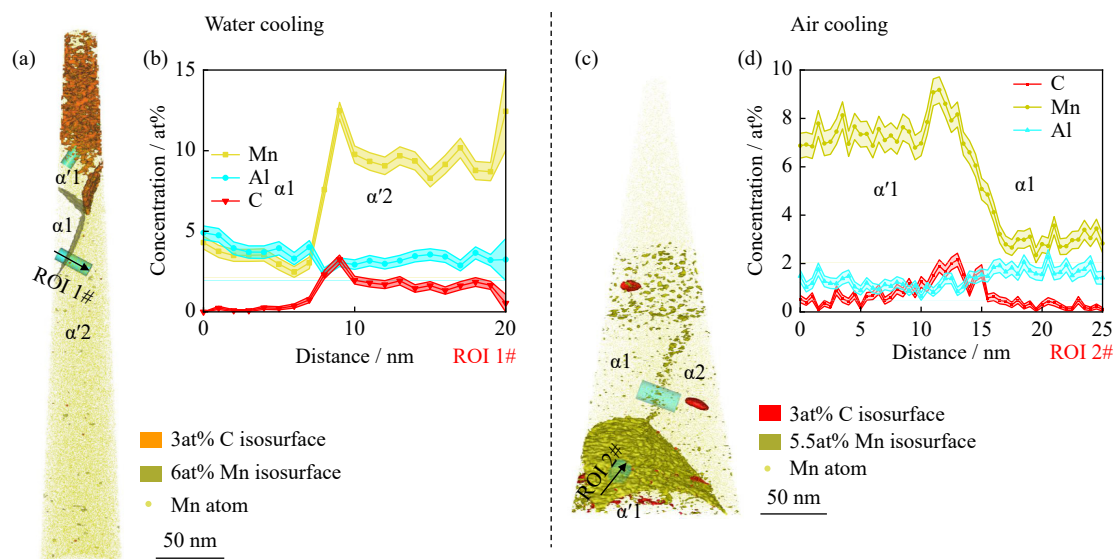 Water cooling
Air cooling
(a)
α′1
α1
ROI 1#
α′2
(b)
15
10
5
0
Concentration / at%
Mn
Al
C
α1
α′2
0
10
20
Distance / nm
ROI 1#
3at% C isosurface
6at% Mn isosurface
Mn atom
50 nm
(c)
α1
α2
ROI 2#
α′1
(d)
10
8
6
4
2
0
Concentration / at%
C
Mn
Al
α′1
α1
0
5
10
15
20
25
Distance / nm
ROI 2#
3at% C isosurface
5.5at% Mn isosurface
Mn atom
50 nm